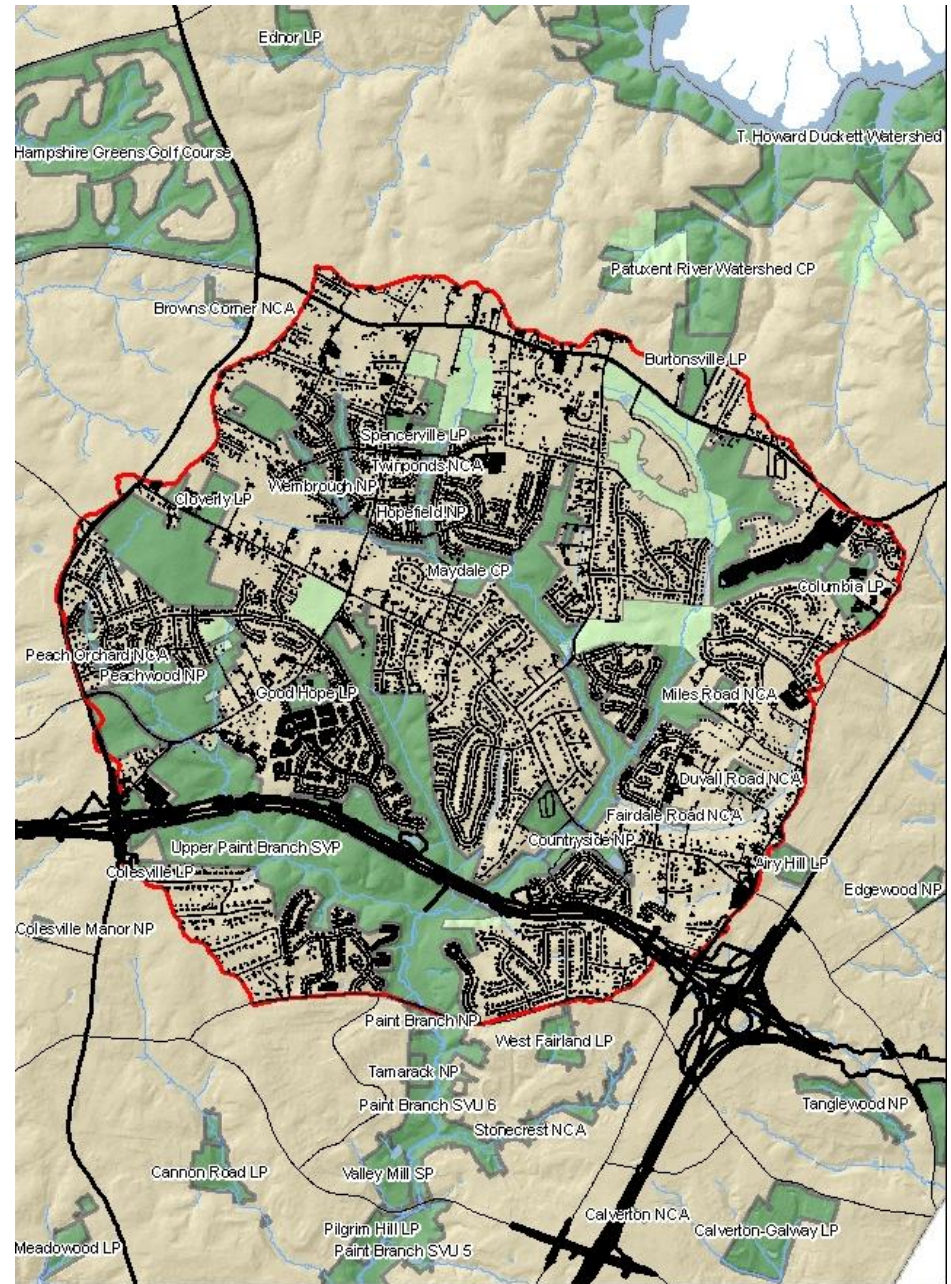 Ednor LP
T. Howard Duckett Watershed
Hampshire Greens Golf Course
Patuxent River Watershed CP
Browns Corner NCA
Burtonsville LP
Spencerville LP
Twinponds NCA
Wembrough NP
Cloverly LP
Hopefield NP
Maydale CP
Columbia LP
Peach Orchard NCA
Peachwood NP
Good Hope LP
Miles Road NCA
Duvall Road NCA
Fairdale Road NCA
Countryside NP
Upper Paint Branch SVP
Airy Hill LP
Colesville LP
Edgewood NP
Colesville Manor NP
Paint Branch NP
West Fairland LP
Tamarack NP
Paint Branch SVU 6
Tanglewood NP
Stonecrest NCA
Cannon Road LP
Valley Mill SP
Calverton NCA
Pilgrim Hill LP
Calverton-Galway LP
Meadowood LP
Paint Branch SVU 5